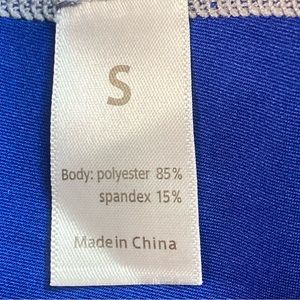 S
Body: polyester 85%
spandex 15%
Made in China